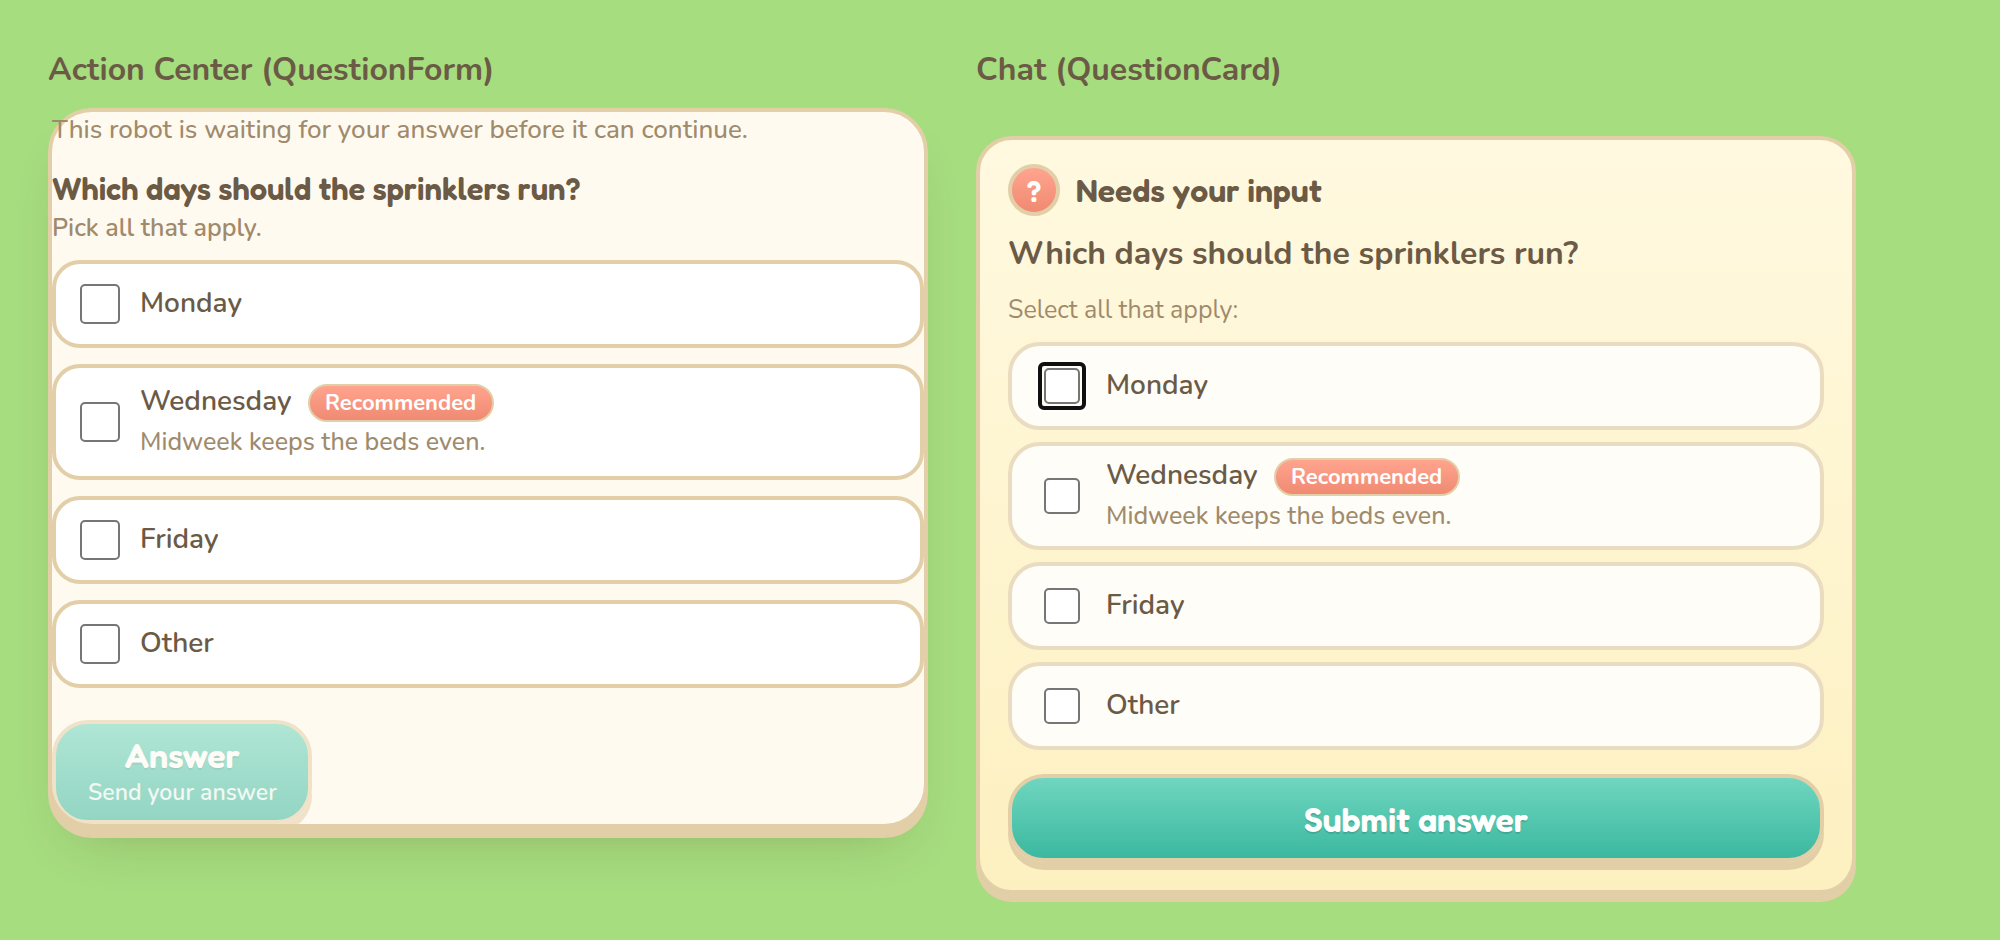 Action Center (QuestionForm)
This robot is waiting for your answer before it can continue.
Which days should the sprinklers run?
Pick all that apply.
Monday
Wednesday Recommended
Midweek keeps the beds even.
Friday
Other
Answer
Send your answer
Chat (QuestionCard)
? Needs your input
Which days should the sprinklers run?
Select all that apply:
Monday
Wednesday Recommended
Midweek keeps the beds even.
Friday
Other
Submit answer